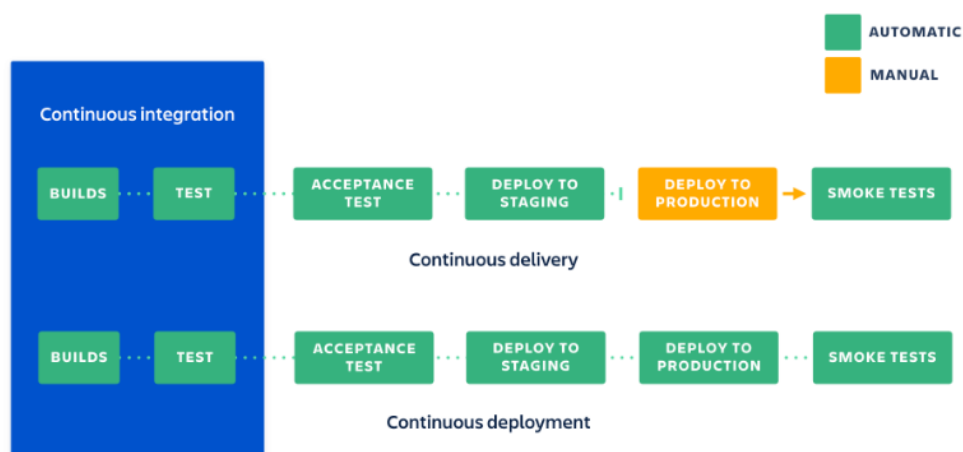 AUTOMATIC
MANUAL
Continuous integration
BUILDS
TEST
ACCEPTANCE
TEST
DEPLOY TO
STAGING
DEPLOY TO
PRODUCTION
SMOKE TESTS
Continuous delivery
BUILDS
TEST
ACCEPTANCE
TEST
DEPLOY TO
STAGING
DEPLOY TO
PRODUCTION
SMOKE TESTS
Continuous deployment